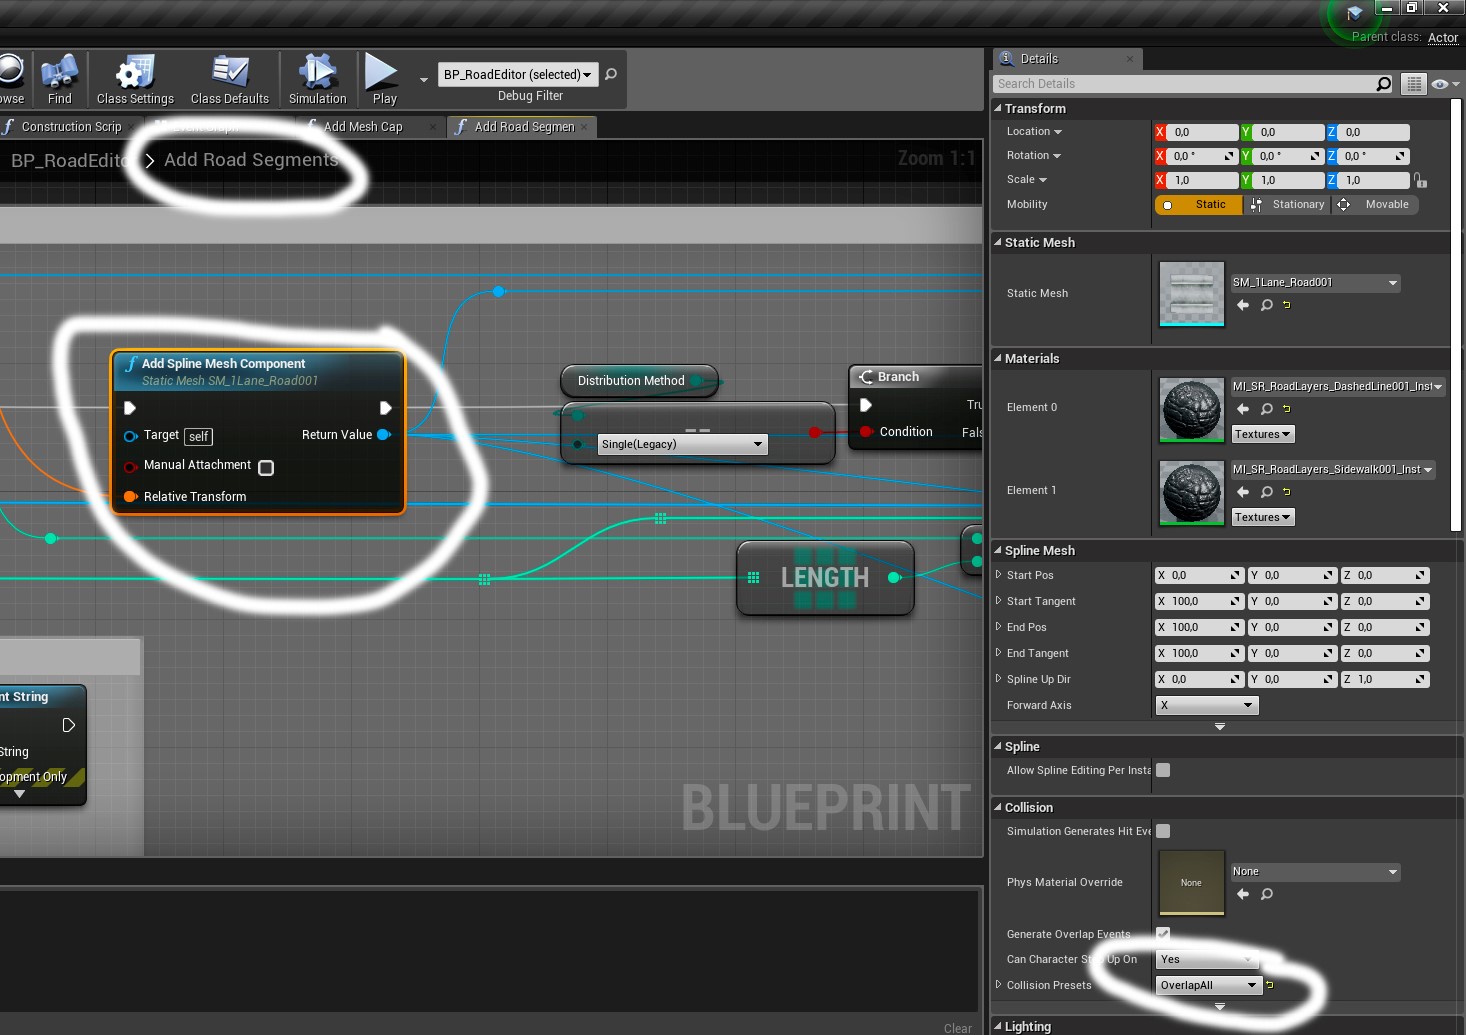 Parent class: Actor
owse
Find
Class Settings
Class Defaults
Simulation
Play
BP_RoadEditor (selected)
Debug Filter
Construction Scrip
Add Mesh Cap
Add Road Segmen
BP_RoadEdito
Add Road Segments
Zoom 1:1
Add Spline Mesh Component
Static Mesh SM_1Lane_Road001
Target self
Return Value
Manual Attachment
Relative Transform
Distribution Method
==
Single(Legacy)
Branch
Tru
Condition
Fals
LENGTH
nt String
String
opment Only
BLUEPRINT
Clear
Details
Search Details
Transform
Location
X 0,0 Y 0,0 Z 0,0
Rotation
X 0,0 ° Y 0,0 ° Z 0,0 °
Scale
X 1,0 Y 1,0 Z 1,0
Mobility
Static Stationary Movable
Static Mesh
Static Mesh
SM_1Lane_Road001
Materials
Element 0
MI_SR_RoadLayers_DashedLine001_Inst
Textures
Element 1
MI_SR_RoadLayers_Sidewalk001_Inst
Textures
Spline Mesh
Start Pos X 0,0 Y 0,0 Z 0,0
Start Tangent X 100,0 Y 0,0 Z 0,0
End Pos X 100,0 Y 0,0 Z 0,0
End Tangent X 100,0 Y 0,0 Z 0,0
Spline Up Dir X 0,0 Y 0,0 Z 1,0
Forward Axis X
Spline
Allow Spline Editing Per Insta
Collision
Simulation Generates Hit Eve
Phys Material Override
None
None
Generate Overlap Events
Can Character Up On Yes
Collision Presets OverlapAll
Lighting